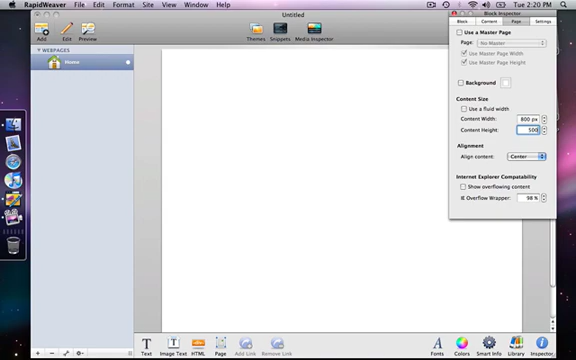 RapidWeaver File Edit Format Insert View Window Help Tue 2:20 PM
Untitled
Block Inspector
Add Edit Preview Themes Snippets Media Inspector
Block Content Page Settings
WEBPAGES
Home
Use a Master Page
Page: No Master
Use Master Page Width
Use Master Page Height
Background
Content Size
Use a fluid width
Content Width: 800 px
Content Height: 500
Alignment
Align content: Center
Internet Explorer Compatability
Show overflowing content
IE Overflow Wrapper: 98 %
Text Image Text HTML Page Add Link Remove Link Fonts Colors Smart Info Library Inspector